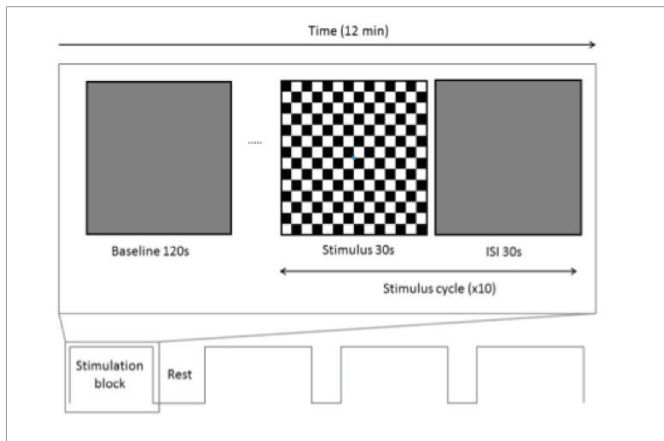 Time (12 min)
.....
Baseline 120s
Stimulus 30s
ISI 30s
Stimulus cycle (x10)
Stimulation
block
Rest